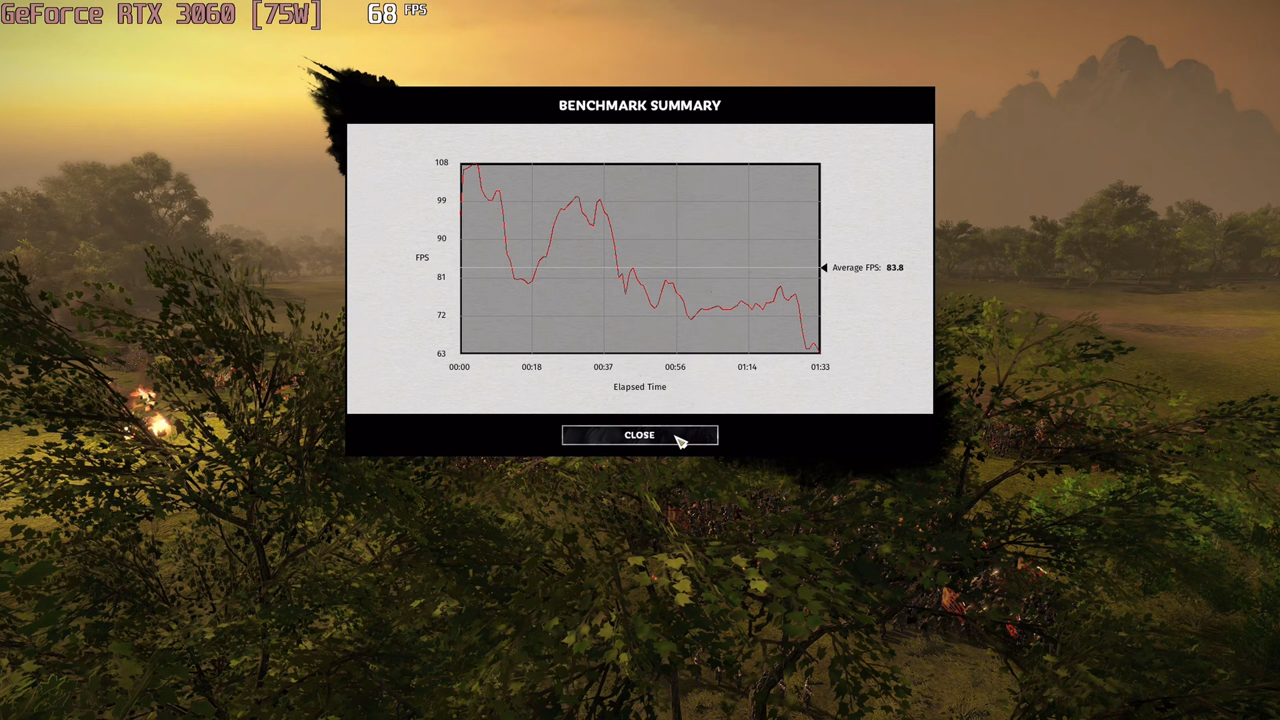 GeForce RTX 3060 [75W] 68 FPS
BENCHMARK SUMMARY
108
99
90
FPS
Average FPS: 83.8
81
72
63
00:00 00:18 00:37 00:56 01:14 01:33
Elapsed Time
CLOSE